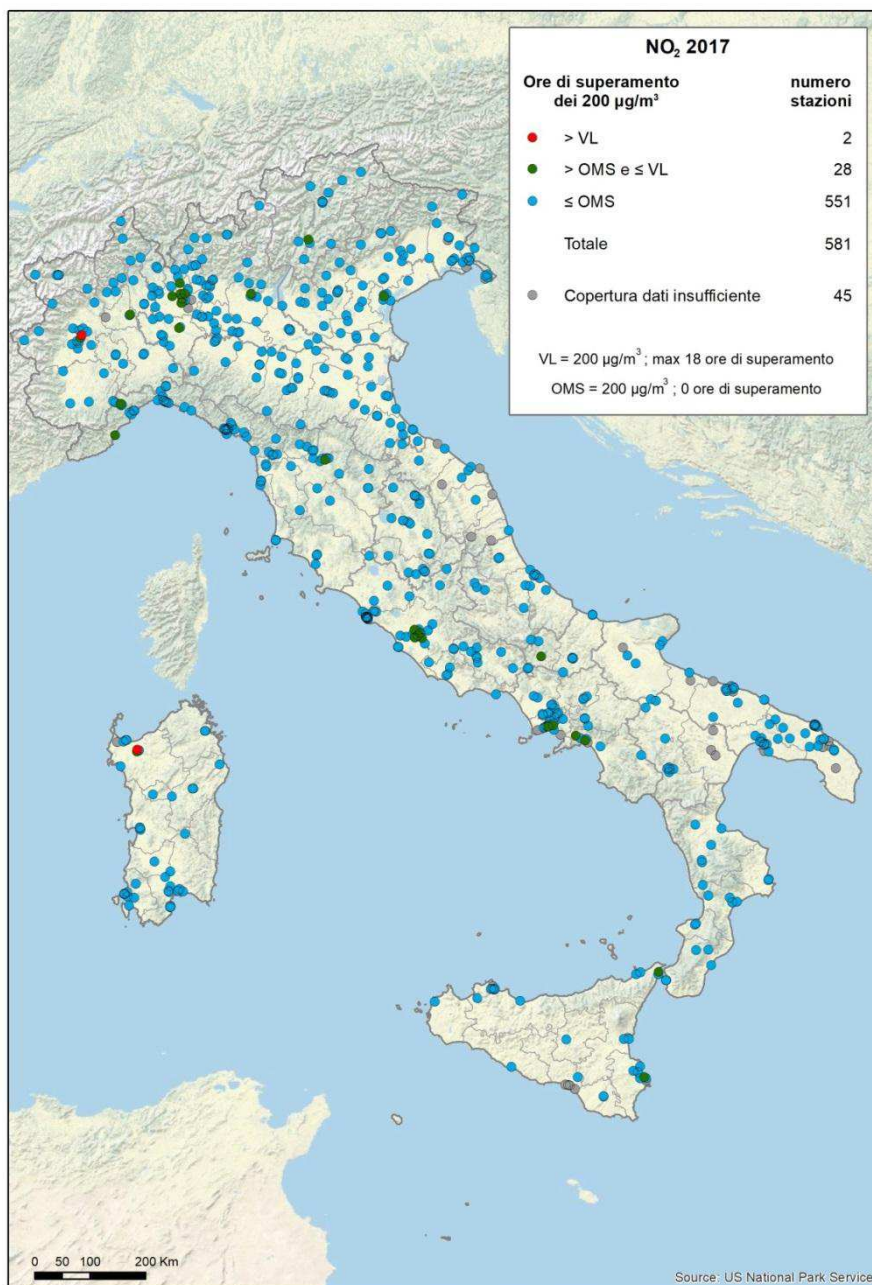 NO₂ 2017
Ore di superamento dei 200 µg/m³ numero stazioni
> VL 2
> OMS e ≤ VL 28
≤ OMS 551
Totale 581
Copertura dati insufficiente 45
VL = 200 µg/m³ ; max 18 ore di superamento
OMS = 200 µg/m³ ; 0 ore di superamento
0 50 100 200 Km
Source: US National Park Service